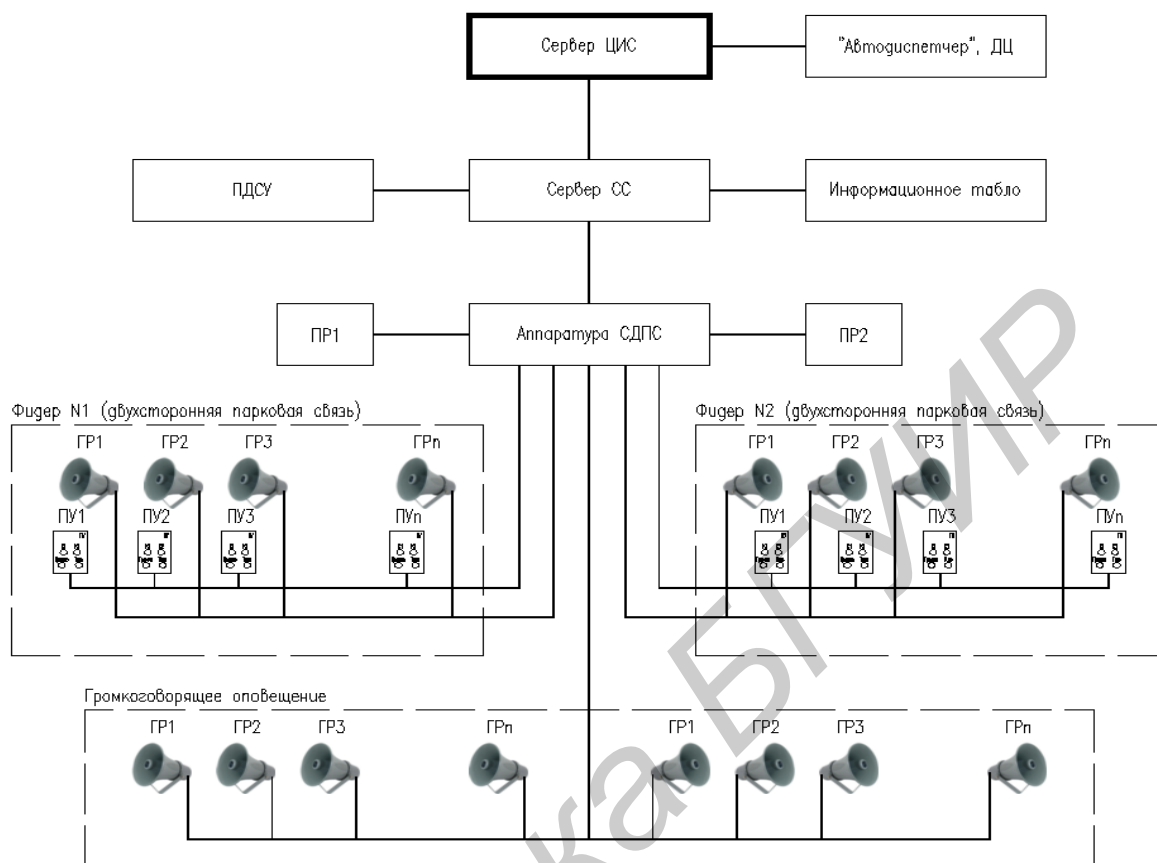 Сервер ЦИС
"Автодиспетчер", ДЦ
ПДСУ
Сервер СС
Информационное табло
ПР1
Аппаратура СДПС
ПР2
Фидер N1 (двухсторонняя парковая связь)
ГР1 ГР2 ГР3 ГРn
ПУ1 ПУ2 ПУ3 ПУn
Фидер N2 (двухсторонняя парковая связь)
ГР1 ГР2 ГР3 ГРn
ПУ1 ПУ2 ПУ3 ПУn
Громкоговорящее оповещение
ГР1 ГР2 ГР3 ГРn ГР1 ГР2 ГР3 ГРn
ка БГУИР